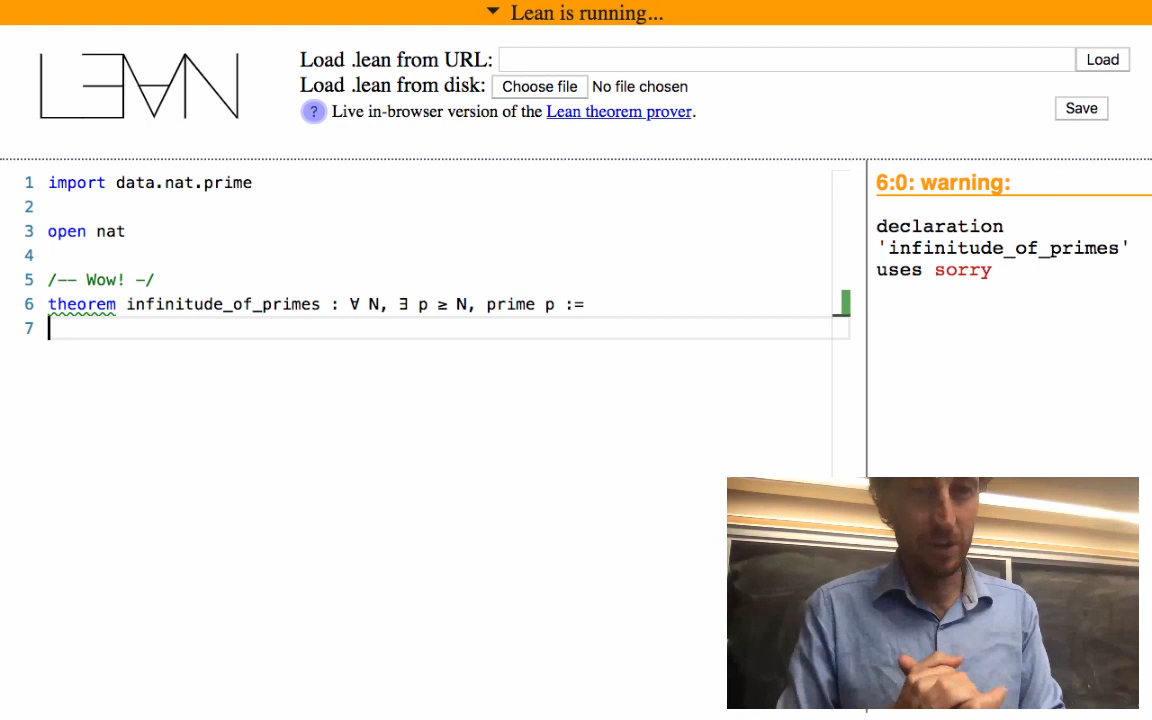 Lean is running...
LEAN
Load .lean from URL: Load
Load .lean from disk: Choose file No file chosen
? Live in-browser version of the Lean theorem prover.
Save
1 import data.nat.prime
2
3 open nat
4
5 /-- Wow! -/
6 theorem infinitude_of_primes : ∀ N, ∃ p ≥ N, prime p :=
7
6:0: warning:
declaration
'infinitude_of_primes'
uses sorry